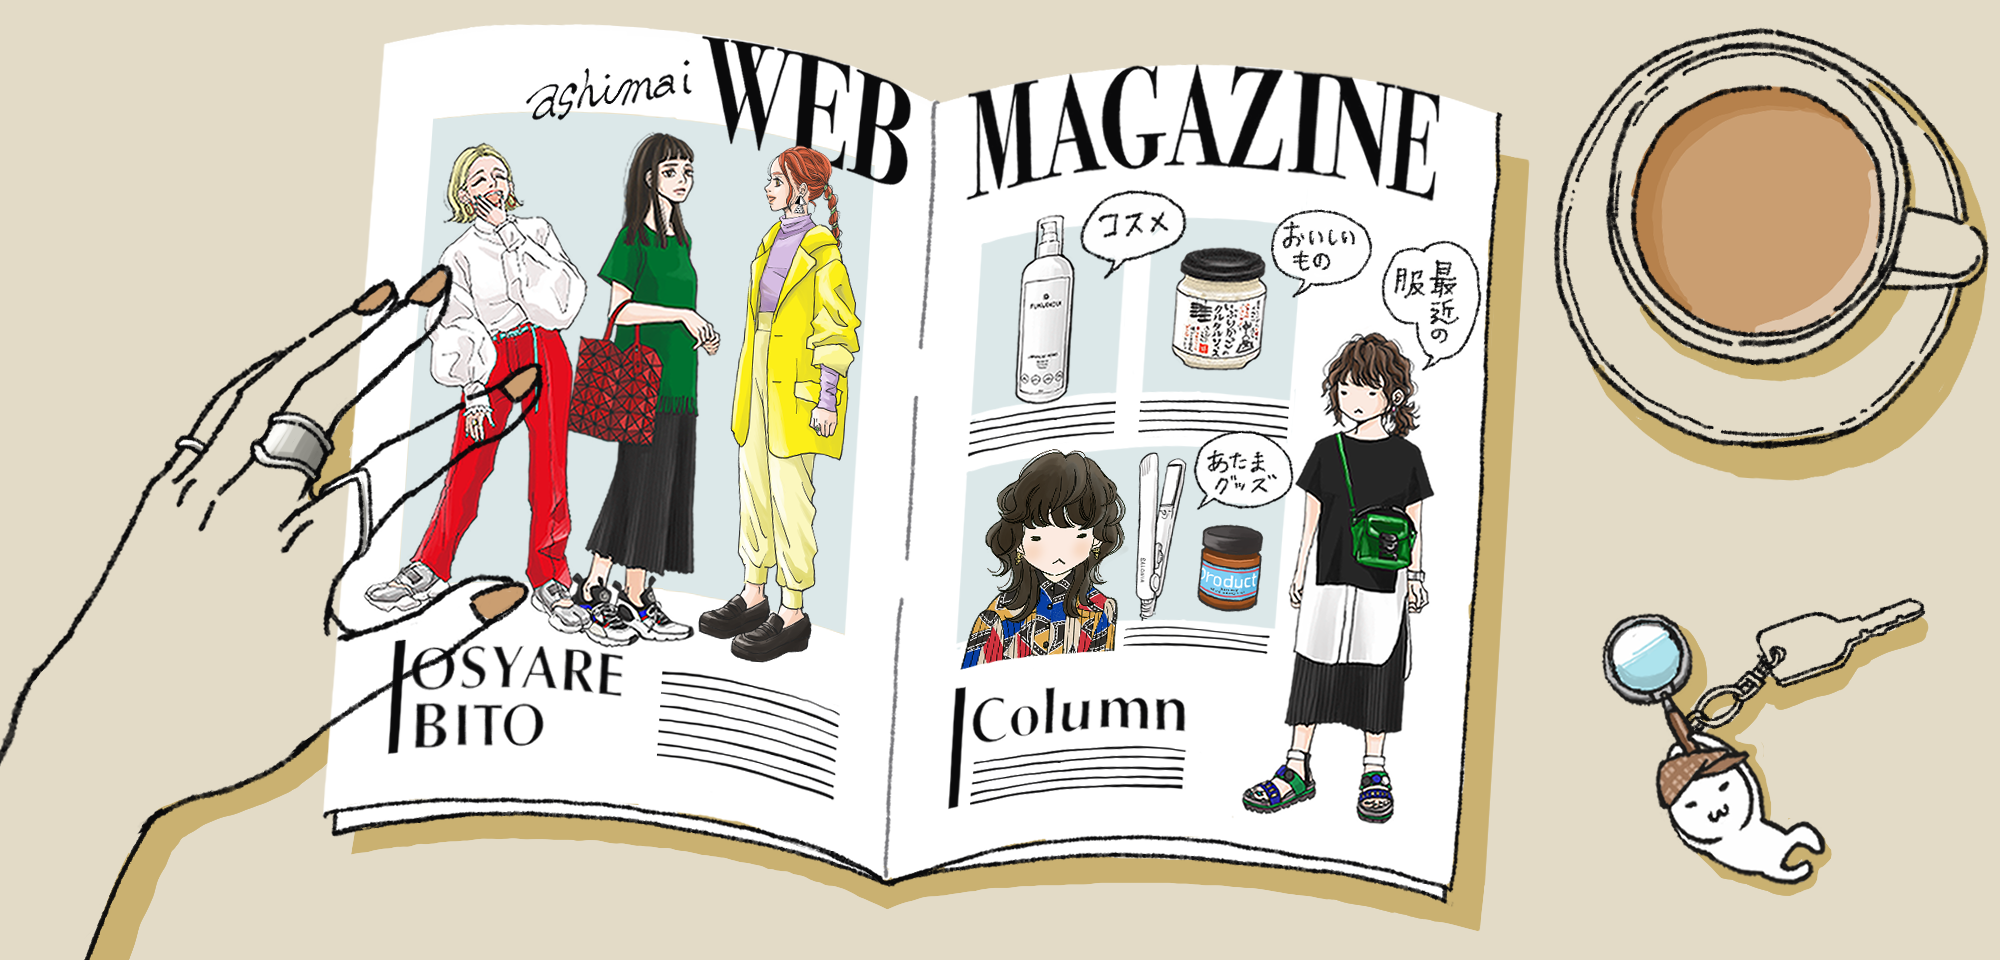 ashimai
WEB
MAGAZINE
コスメ
おいしい
もの
最近の
服
あたま
グッズ
product
OSYARE
BITO
Column